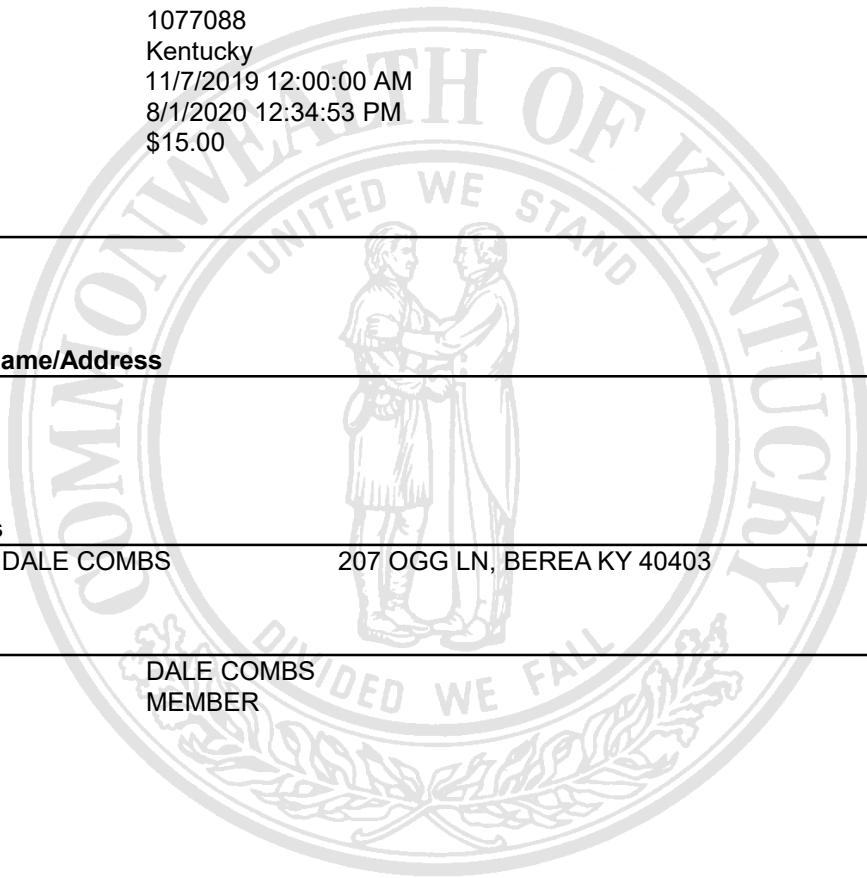 1077088
Kentucky
11/7/2019 12:00:00 AM
8/1/2020 12:34:53 PM
$15.00
COMMONWEALTH OF KENTUCKY
UNITED WE STAND
ame/Address
s
DALE COMBS 207 OGG LN, BEREA KY 40403
DALE COMBS
MEMBER
DIVIDED WE FALL